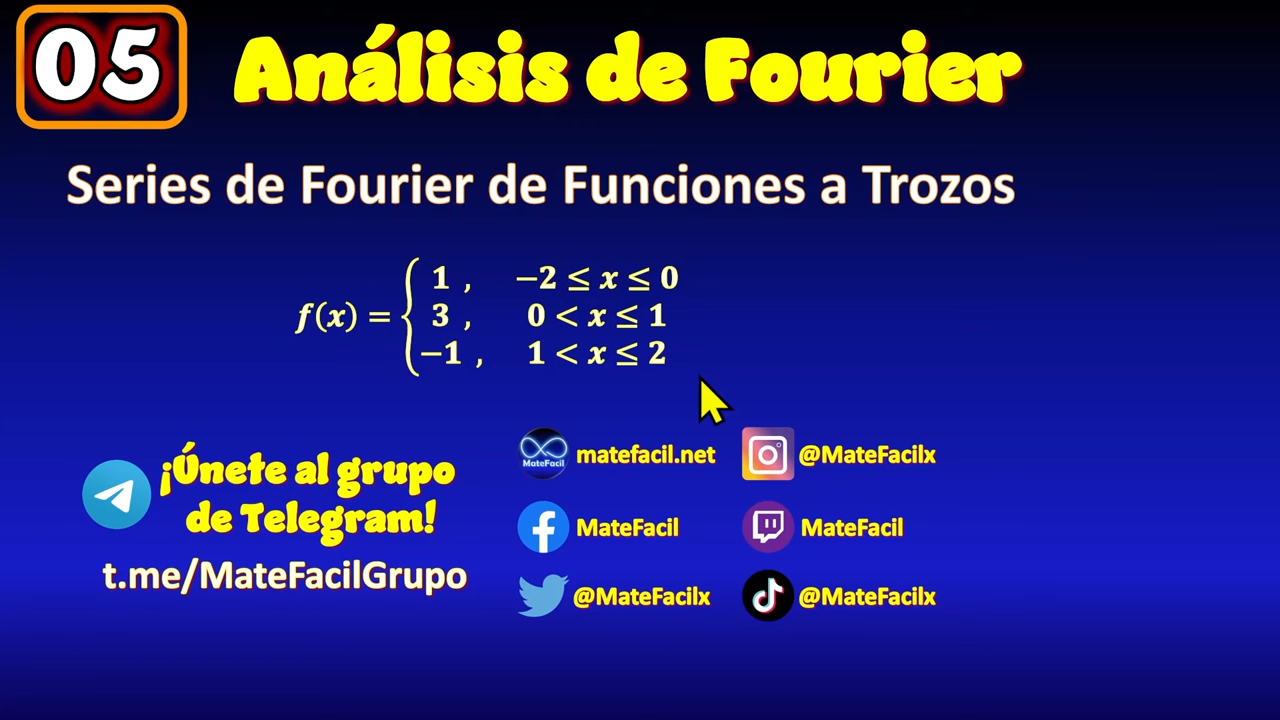 05
Análisis de Fourier
Series de Fourier de Funciones a Trozos
f(x) = { 1 , −2 ≤ x ≤ 0
3 , 0 < x ≤ 1
−1 , 1 < x ≤ 2
¡Únete al grupo
de Telegram!
t.me/MateFacilGrupo
MateFacil
matefacil.net
@MateFacilx
MateFacil
MateFacil
@MateFacilx
@MateFacilx